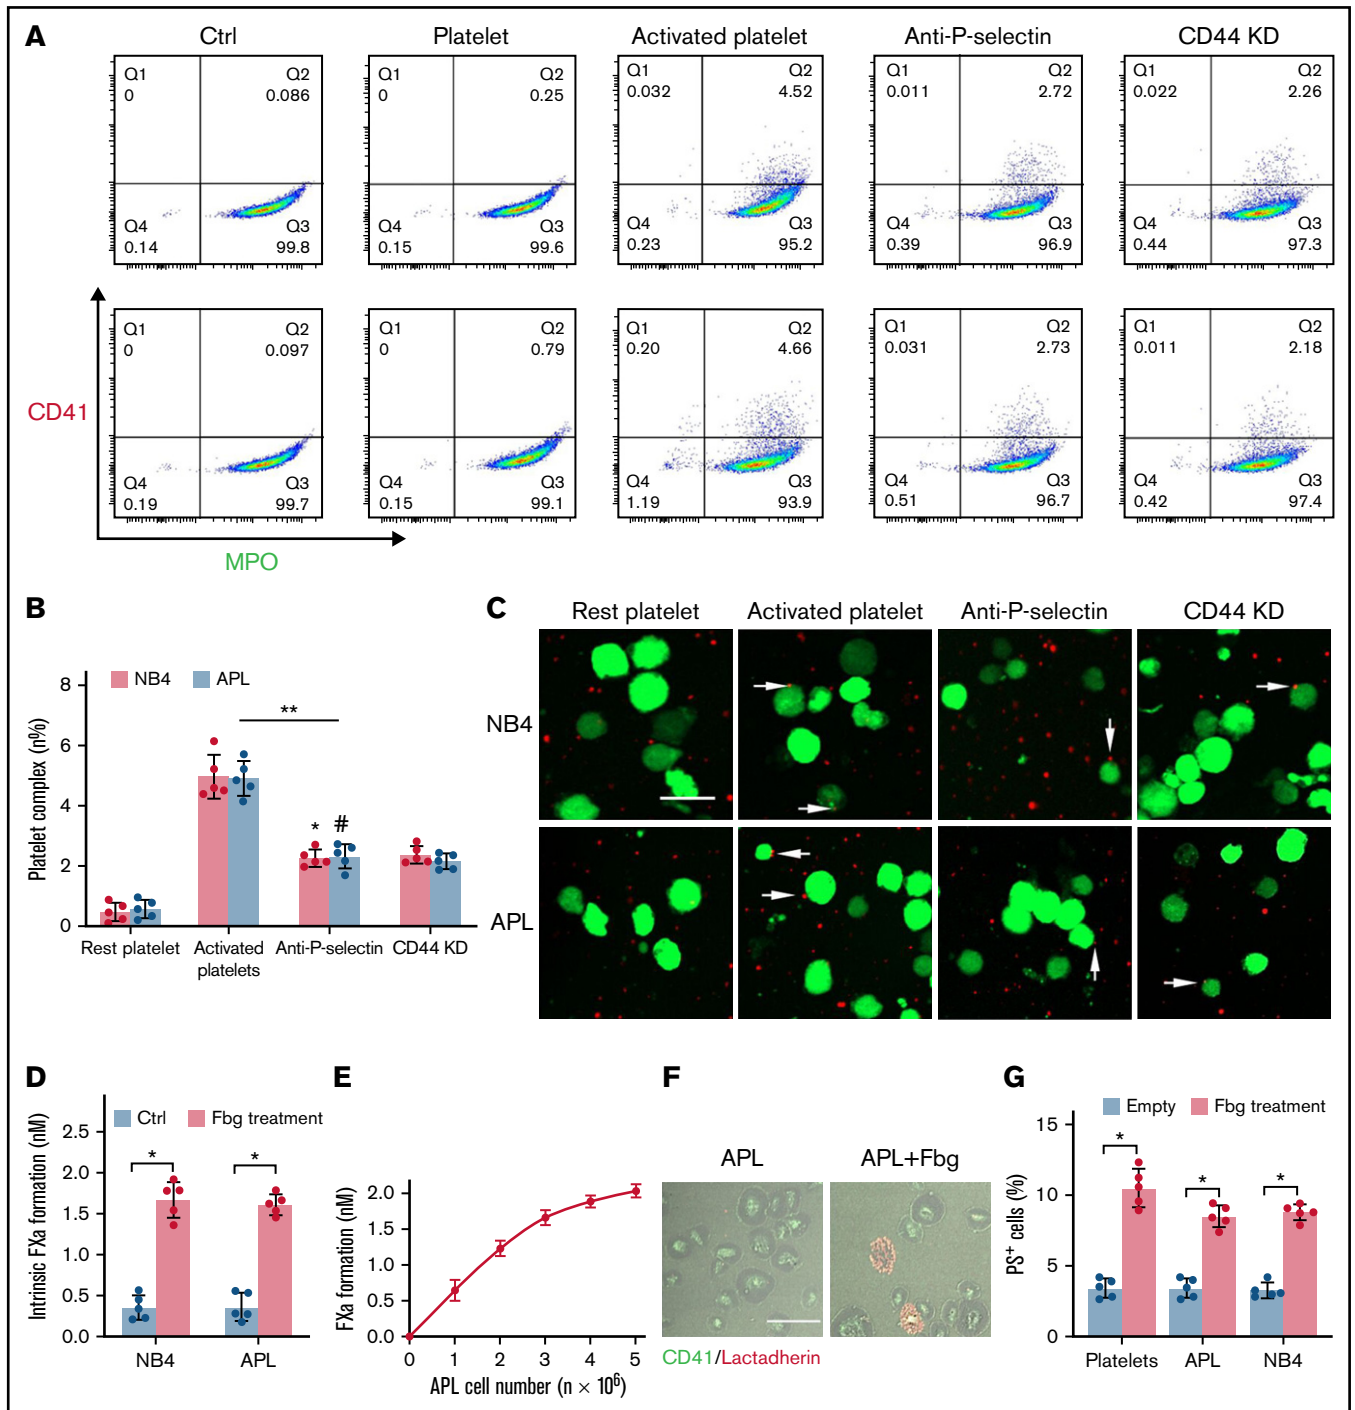 A
Ctrl
Platelet
Activated platelet
Anti-P-selectin
CD44 KD
Q1
0
Q2
0.086
Q4
0.14
Q3
99.8
Q1
0
Q2
0.25
Q4
0.15
Q3
99.6
Q1
0.032
Q2
4.52
Q4
0.23
Q3
95.2
Q1
0.011
Q2
2.72
Q4
0.39
Q3
96.9
Q1
0.022
Q2
2.26
Q4
0.44
Q3
97.3
Q1
0
Q2
0.097
Q4
0.19
Q3
99.7
Q1
0
Q2
0.79
Q4
0.15
Q3
99.1
Q1
0.20
Q2
4.66
Q4
1.19
Q3
93.9
Q1
0.031
Q2
2.73
Q4
0.51
Q3
96.7
Q1
0.011
Q2
2.18
Q4
0.42
Q3
97.4
CD41
MPO
B
NB4
APL
Platelet complex (n%)
8
6
4
2
0
**
*
#
Rest platelet
Activated
platelets
Anti-P-selectin
CD44 KD
C
Rest platelet
Activated platelet
Anti-P-selectin
CD44 KD
NB4
APL
D
Ctrl
Fbg treatment
Intrinsic FXa formation (nM)
2.5
2.0
1.5
1.0
0.5
0.0
*
*
NB4
APL
E
FXa formation (nM)
2.0
1.5
1.0
0.5
0.0
0 1 2 3 4 5
APL cell number (n × 10⁶)
F
APL
APL+Fbg
CD41/Lactadherin
G
Empty
Fbg treatment
PS⁺ cells (%)
15
10
5
0
*
*
*
Platelets
APL
NB4